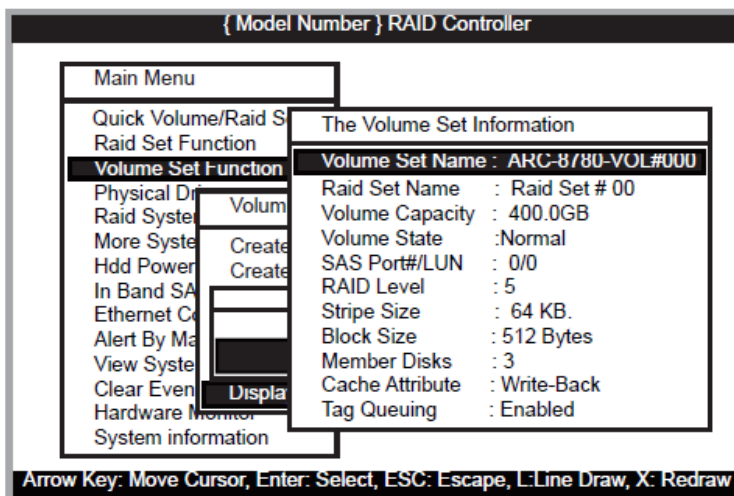 { Model Number } RAID Controller
Main Menu
Quick Volume/Raid S
Raid Set Function
Volume Set Function
Physical Dri
Raid System
More Syste
Hdd Power
In Band SA
Ethernet Co
Alert By Ma
View Syste
Clear Even
Hardware Monitor
System information
Volum
Create
Create
Displa
The Volume Set Information
Volume Set Name : ARC-8780-VOL#000
Raid Set Name : Raid Set # 00
Volume Capacity : 400.0GB
Volume State :Normal
SAS Port#/LUN : 0/0
RAID Level : 5
Stripe Size : 64 KB.
Block Size : 512 Bytes
Member Disks : 3
Cache Attribute : Write-Back
Tag Queuing : Enabled
Arrow Key: Move Cursor, Enter: Select, ESC: Escape, L:Line Draw, X: Redraw